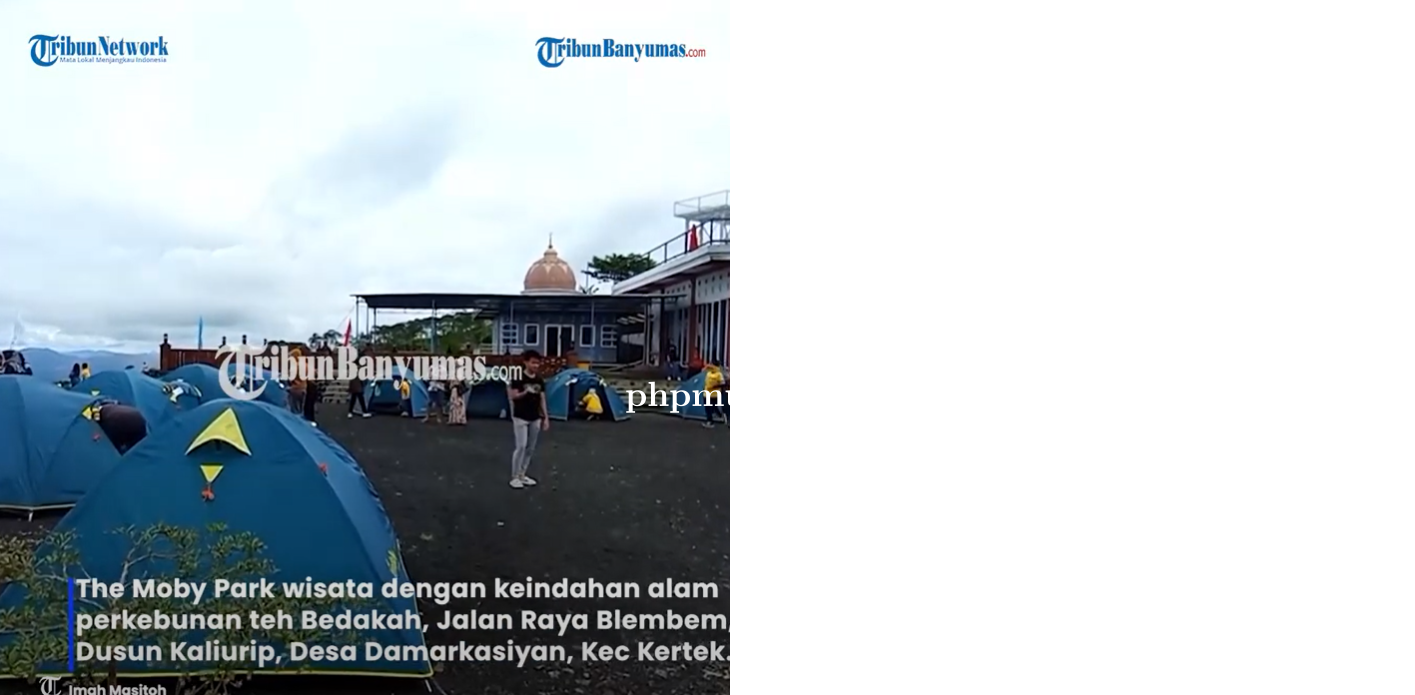 TribunNetwork
Mata Lokal Menjangkau Indonesia
TribunBanyumas.com
TribunBanyumas.com
phpmu
The Moby Park wisata dengan keindahan alam
perkebunan teh Bedakah, Jalan Raya Blembem,
Dusun Kaliurip, Desa Damarkasiyan, Kec Kertek.
Imah Masitoh